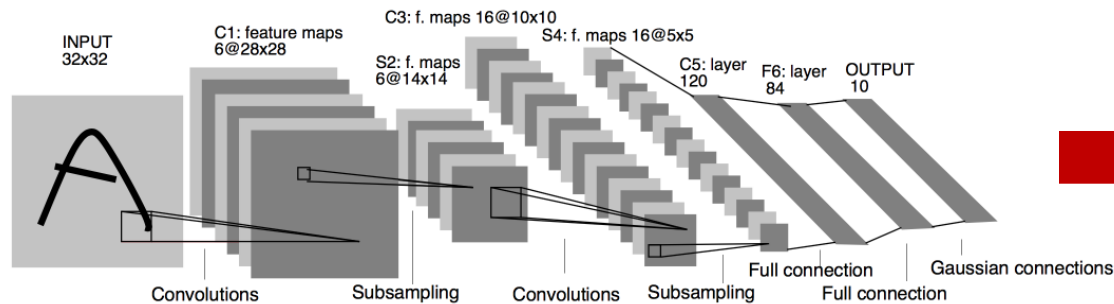 INPUT
32x32
C1: feature maps
6@28x28
S2: f. maps
6@14x14
C3: f. maps 16@10x10
S4: f. maps 16@5x5
C5: layer
120
F6: layer
84
OUTPUT
10
Convolutions
Subsampling
Convolutions
Subsampling
Full connection
Full connection
Gaussian connections